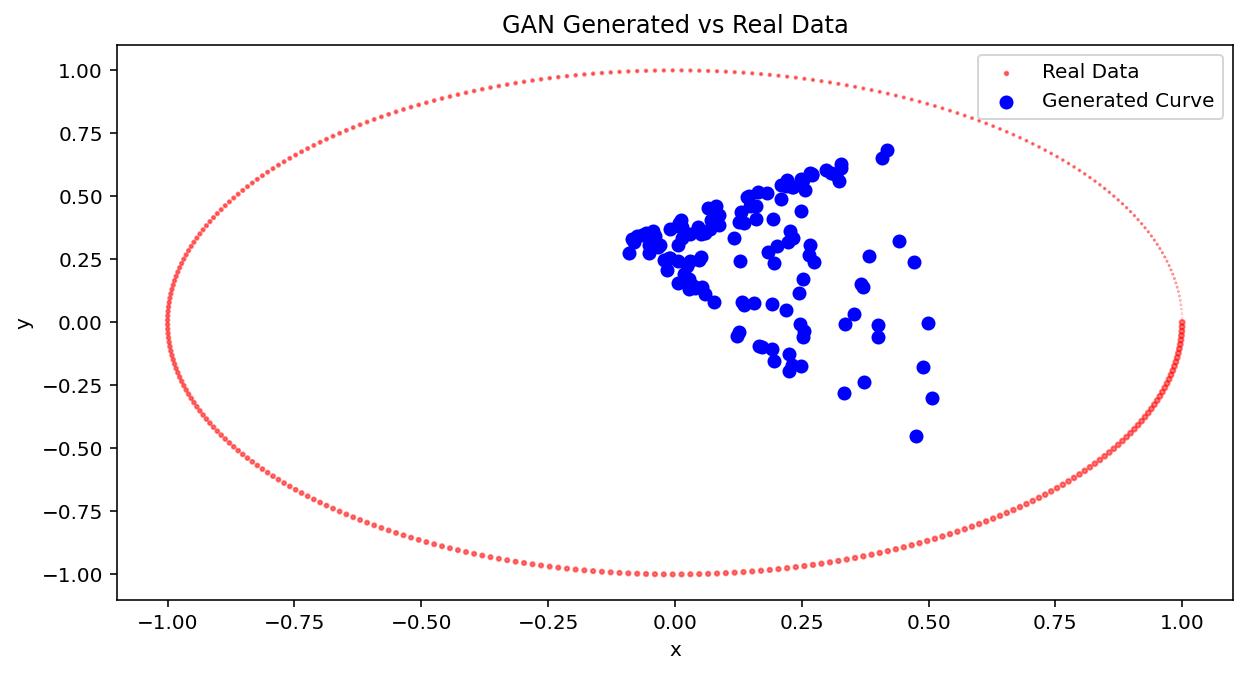 GAN Generated vs Real Data
Real Data
Generated Curve
1.00
0.75
0.50
0.25
0.00
−0.25
−0.50
−0.75
−1.00
y
−1.00 −0.75 −0.50 −0.25 0.00 0.25 0.50 0.75 1.00
x